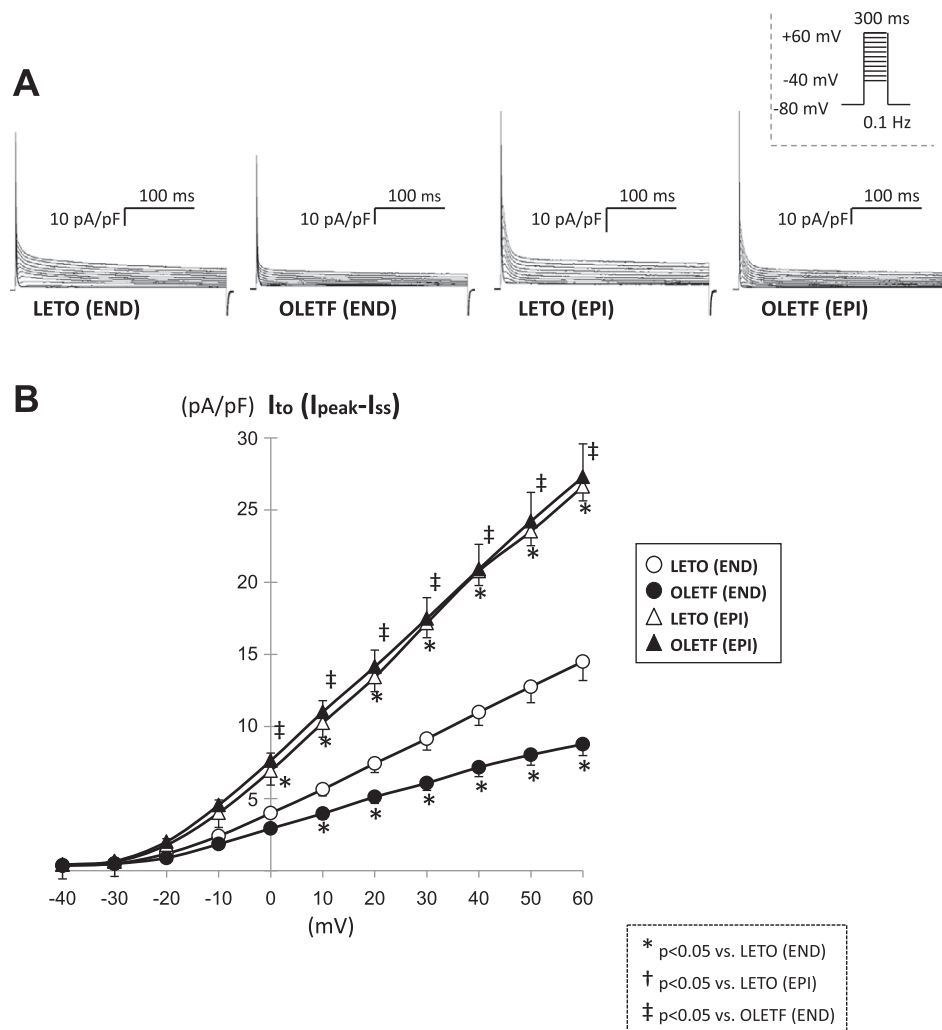 A
300 ms
+60 mV
-40 mV
-80 mV
0.1 Hz
100 ms
10 pA/pF
100 ms
10 pA/pF
100 ms
10 pA/pF
100 ms
10 pA/pF
LETO (END)
OLETF (END)
LETO (EPI)
OLETF (EPI)
B
(pA/pF) Ito (Ipeak-Iss)
30
25
20
15
10
5
‡ ‡ ‡ ‡ ‡ ‡ ‡
* * * * * * *
* * * * * *
-40 -30 -20 -10 0 10 20 30 40 50 60
(mV)
LETO (END)
OLETF (END)
LETO (EPI)
OLETF (EPI)
* p<0.05 vs. LETO (END)
† p<0.05 vs. LETO (EPI)
‡ p<0.05 vs. OLETF (END)